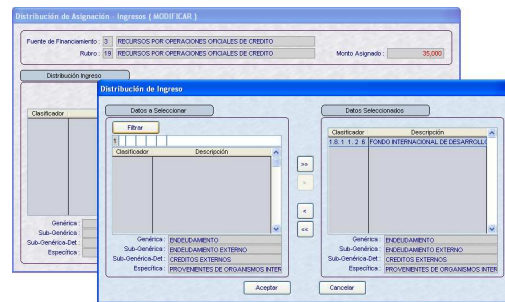 Distribución de Asignación - Ingresos ( MODIFICAR )
Fuente de Financiamiento : 3 RECURSOS POR OPERACIONES OFICIALES DE CREDITO
Rubro : 19 RECURSOS POR OPERACIONES OFICIALES DE CREDITO Monto Asignado : 35,000
Distribución Ingreso
Clasificador
Genérica :
Sub-Genérica :
Sub-Genérica-Det :
Específica :
Distribución de Ingreso
Datos a Seleccionar
Datos Seleccionados
Filtrar
1
Clasificador Descripción
Clasificador Descripción
1.8. 1 1. 2 6 FONDO INTERNACIONAL DE DESARROLLO
>>
>
<
<<
Genérica : ENDEUDAMIENTO
Sub-Genérica : ENDEUDAMIENTO EXTERNO
Sub-Genérica-Det : CREDITOS EXTERNOS
Específica : PROVENIENTES DE ORGANISMOS INTER
Genérica : ENDEUDAMIENTO
Sub-Genérica : ENDEUDAMIENTO EXTERNO
Sub-Genérica-Det : CREDITOS EXTERNOS
Específica : PROVENIENTES DE ORGANISMOS INTER
Aceptar
Cancelar